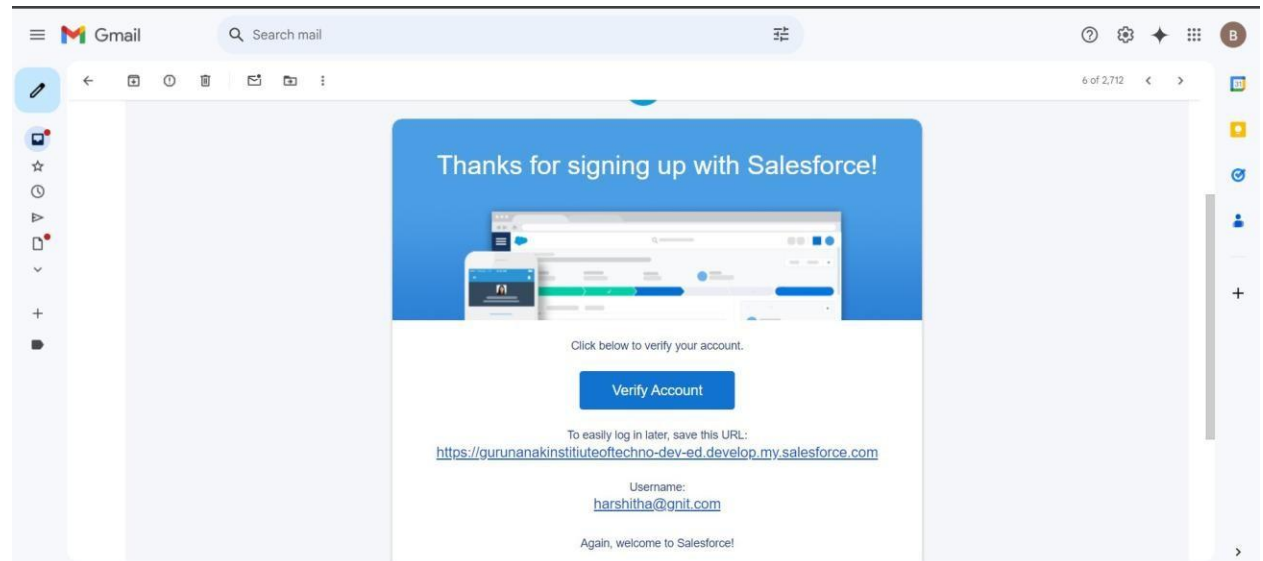 Gmail
Search mail
6 of 2,712
Thanks for signing up with Salesforce!
Click below to verify your account.
Verify Account
To easily log in later, save this URL:
https://gurunanakinstitiuteoftechno-dev-ed.develop.my.salesforce.com
Username:
harshitha@gnit.com
Again, welcome to Salesforce!
B
31